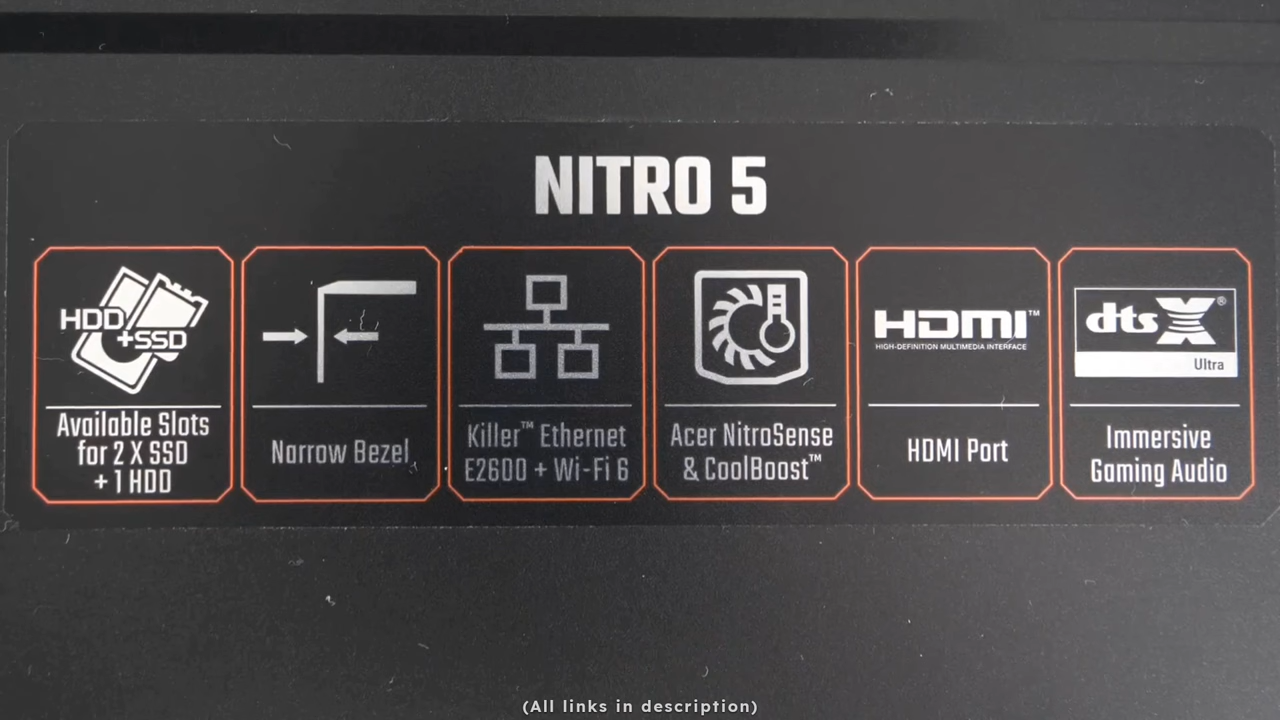 NITRO 5
HDD
+SSD
Available Slots
for 2 X SSD
+ 1 HDD
Narrow Bezel
Killer™ Ethernet
E2600 + Wi-Fi 6
Acer NitroSense
& CoolBoost™
HDMI™
HIGH-DEFINITION MULTIMEDIA INTERFACE
HDMI Port
dts X®
Ultra
Immersive
Gaming Audio
(All links in description)